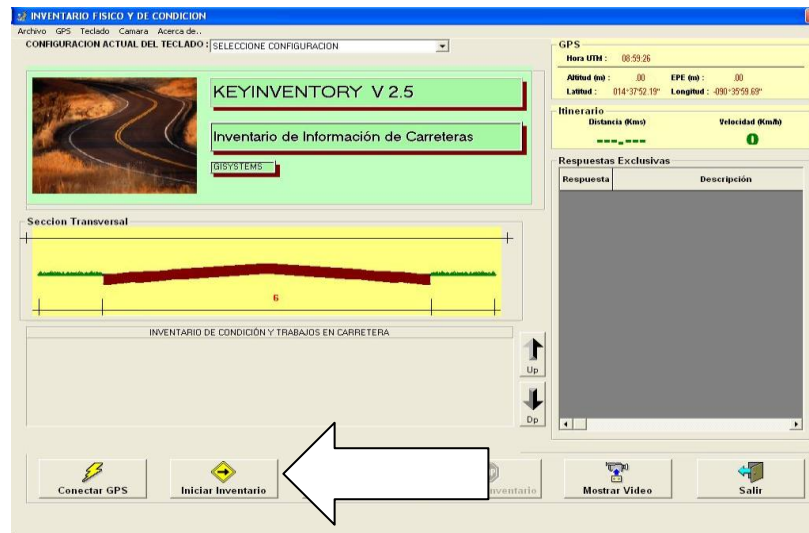 INVENTARIO FISICO Y DE CONDICION
Archivo GPS Teclado Camara Acerca de..
CONFIGURACION ACTUAL DEL TECLADO : SELECCIONE CONFIGURACION
KEYINVENTORY V 2.5
Inventario de Información de Carreteras
GISYSTEMS
GPS
Hora UTM : 08:59:26
Altitud (m) : .00 EPE (m) : .00
Latitud : 014°37'52.19" Longitud : -090°35'59.69"
Itinerario
Distancia (Kms) Velocidad (Km/h)
---.--- 0
Respuestas Exclusivas
Respuesta Descripción
Seccion Transversal
6
INVENTARIO DE CONDICIÓN Y TRABAJOS EN CARRETERA
Up
Dp
Conectar GPS Iniciar Inventario nventario Mostrar Video Salir